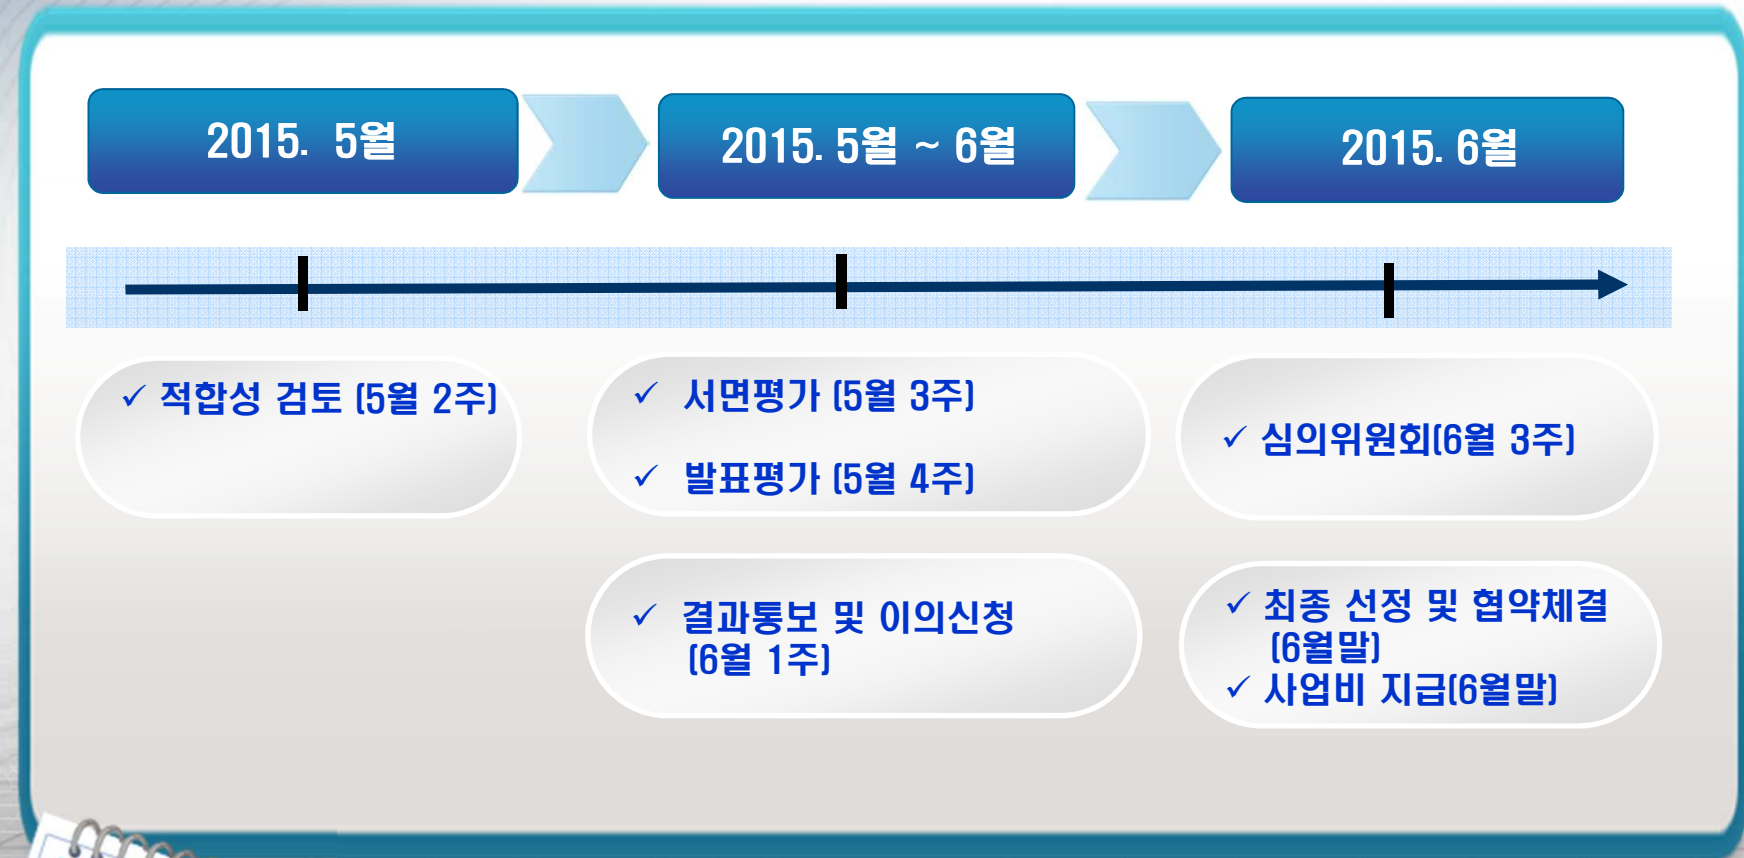 2015. 5월
2015. 5월 ~ 6월
2015. 6월
✓ 적합성 검토 (5월 2주)
✓ 서면평가 (5월 3주)
✓ 발표평가 (5월 4주)
✓ 결과통보 및 이의신청
(6월 1주)
✓ 심의위원회(6월 3주)
✓ 최종 선정 및 협약체결
(6월말)
✓ 사업비 지급(6월말)